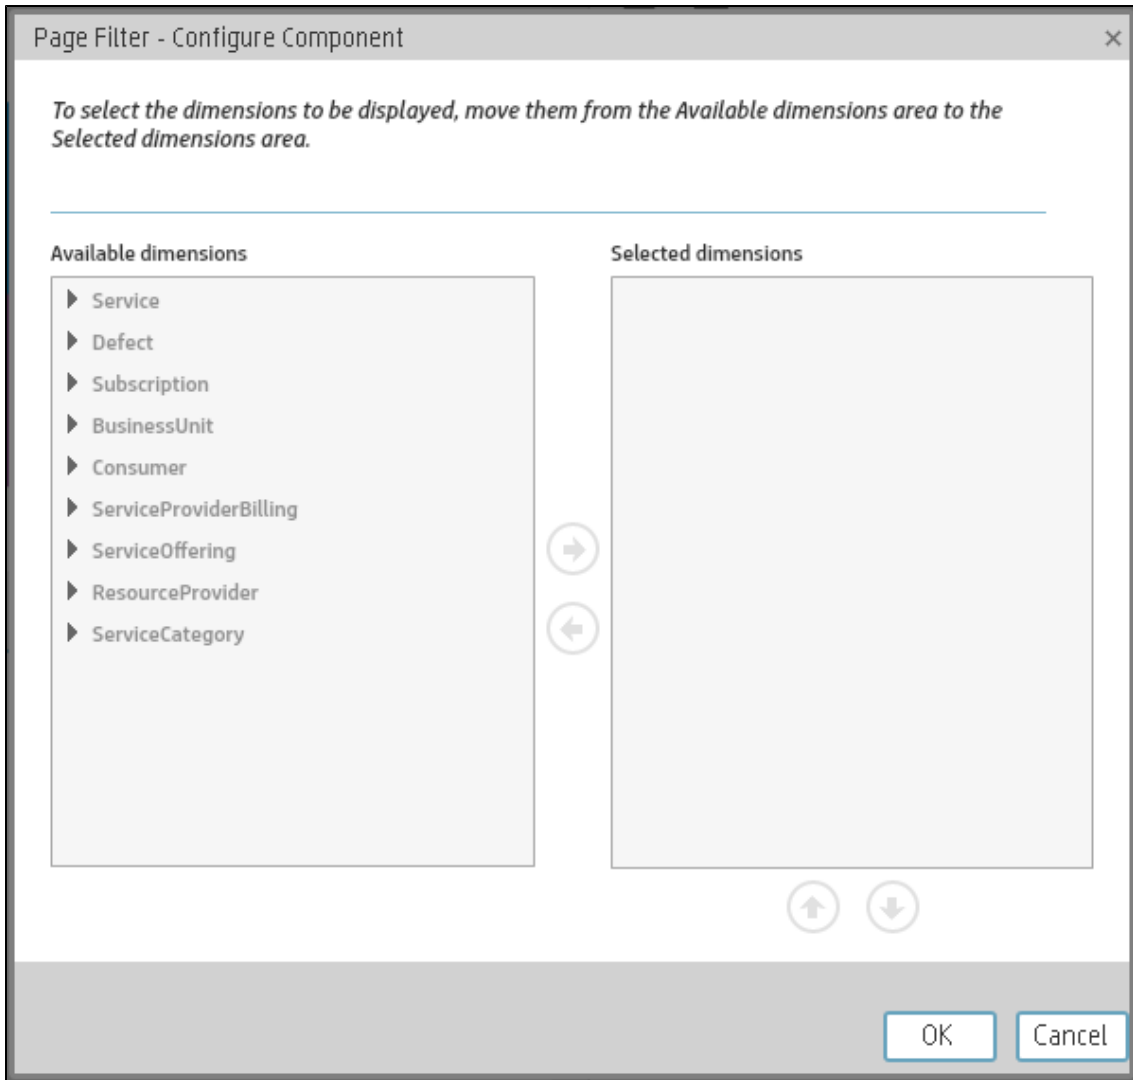 Page Filter - Configure Component
To select the dimensions to be displayed, move them from the Available dimensions area to the
Selected dimensions area.
Available dimensions
Service
Defect
Subscription
BusinessUnit
Consumer
ServiceProviderBilling
ServiceOffering
ResourceProvider
ServiceCategory
Selected dimensions
OK
Cancel